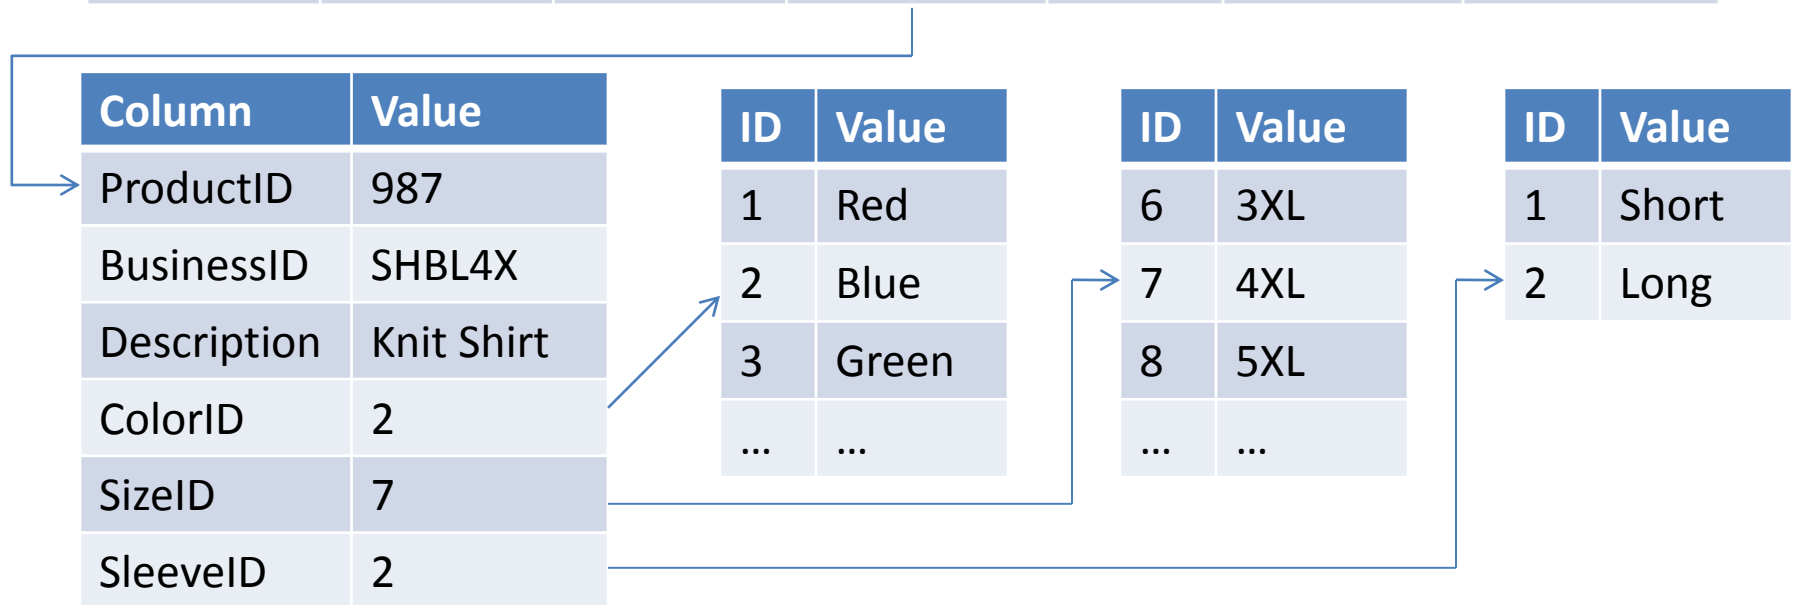 Column Value
ProductID 987
BusinessID SHBL4X
Description Knit Shirt
ColorID 2
SizeID 7
SleeveID 2
ID Value
1 Red
2 Blue
3 Green
... ...
ID Value
6 3XL
7 4XL
8 5XL
... ...
ID Value
1 Short
2 Long